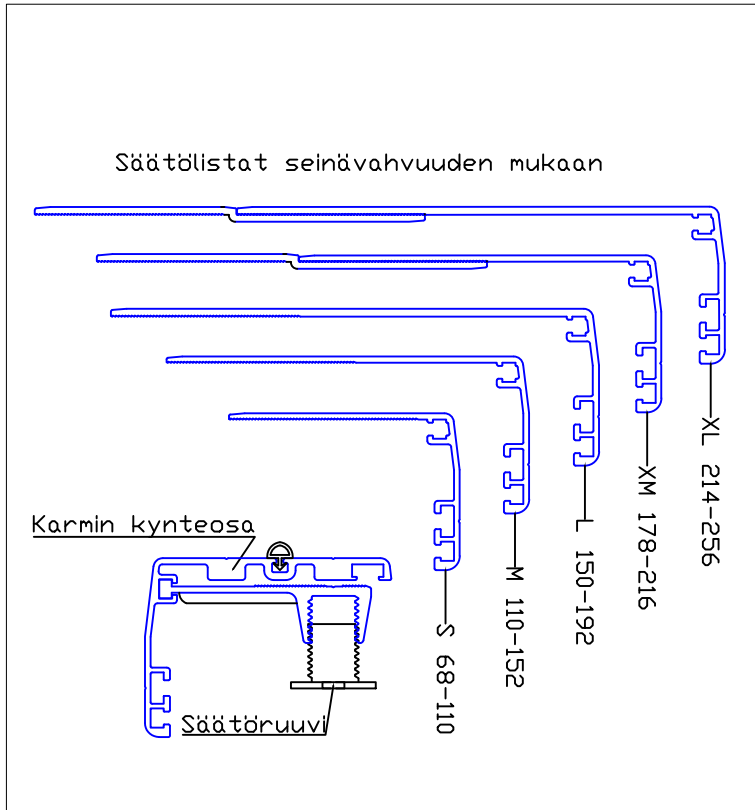 Säätölistat seinävahvuuden mukaan
XL 214-256
XM 178-216
L 150-192
M 110-152
S 68-110
Karmin kynteosa
Säätöruuvi